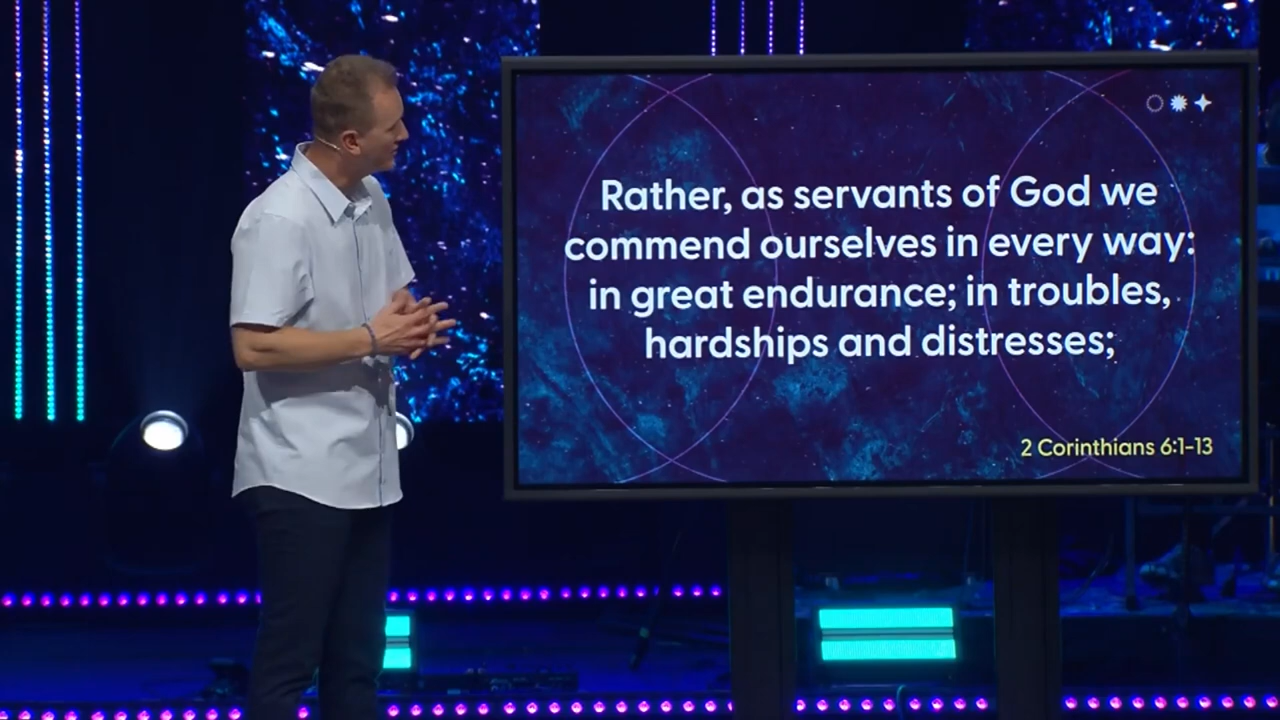 Rather, as servants of God we
commend ourselves in every way:
in great endurance; in troubles,
hardships and distresses;
2 Corinthians 6:1-13